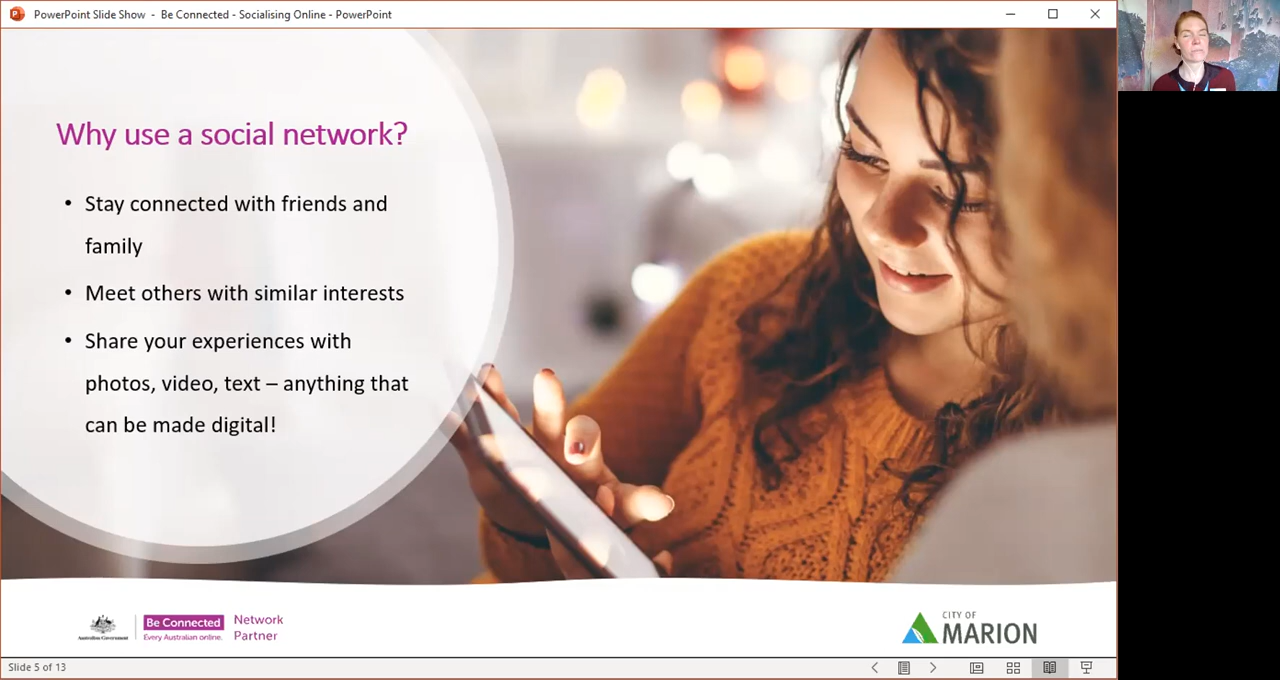 PowerPoint Slide Show - Be Connected - Socialising Online - PowerPoint
Why use a social network?
• Stay connected with friends and
family
• Meet others with similar interests
• Share your experiences with
photos, video, text – anything that
can be made digital!
Australian Government
Be Connected
Every Australian online.
Network
Partner
CITY OF
MARION
Slide 5 of 13